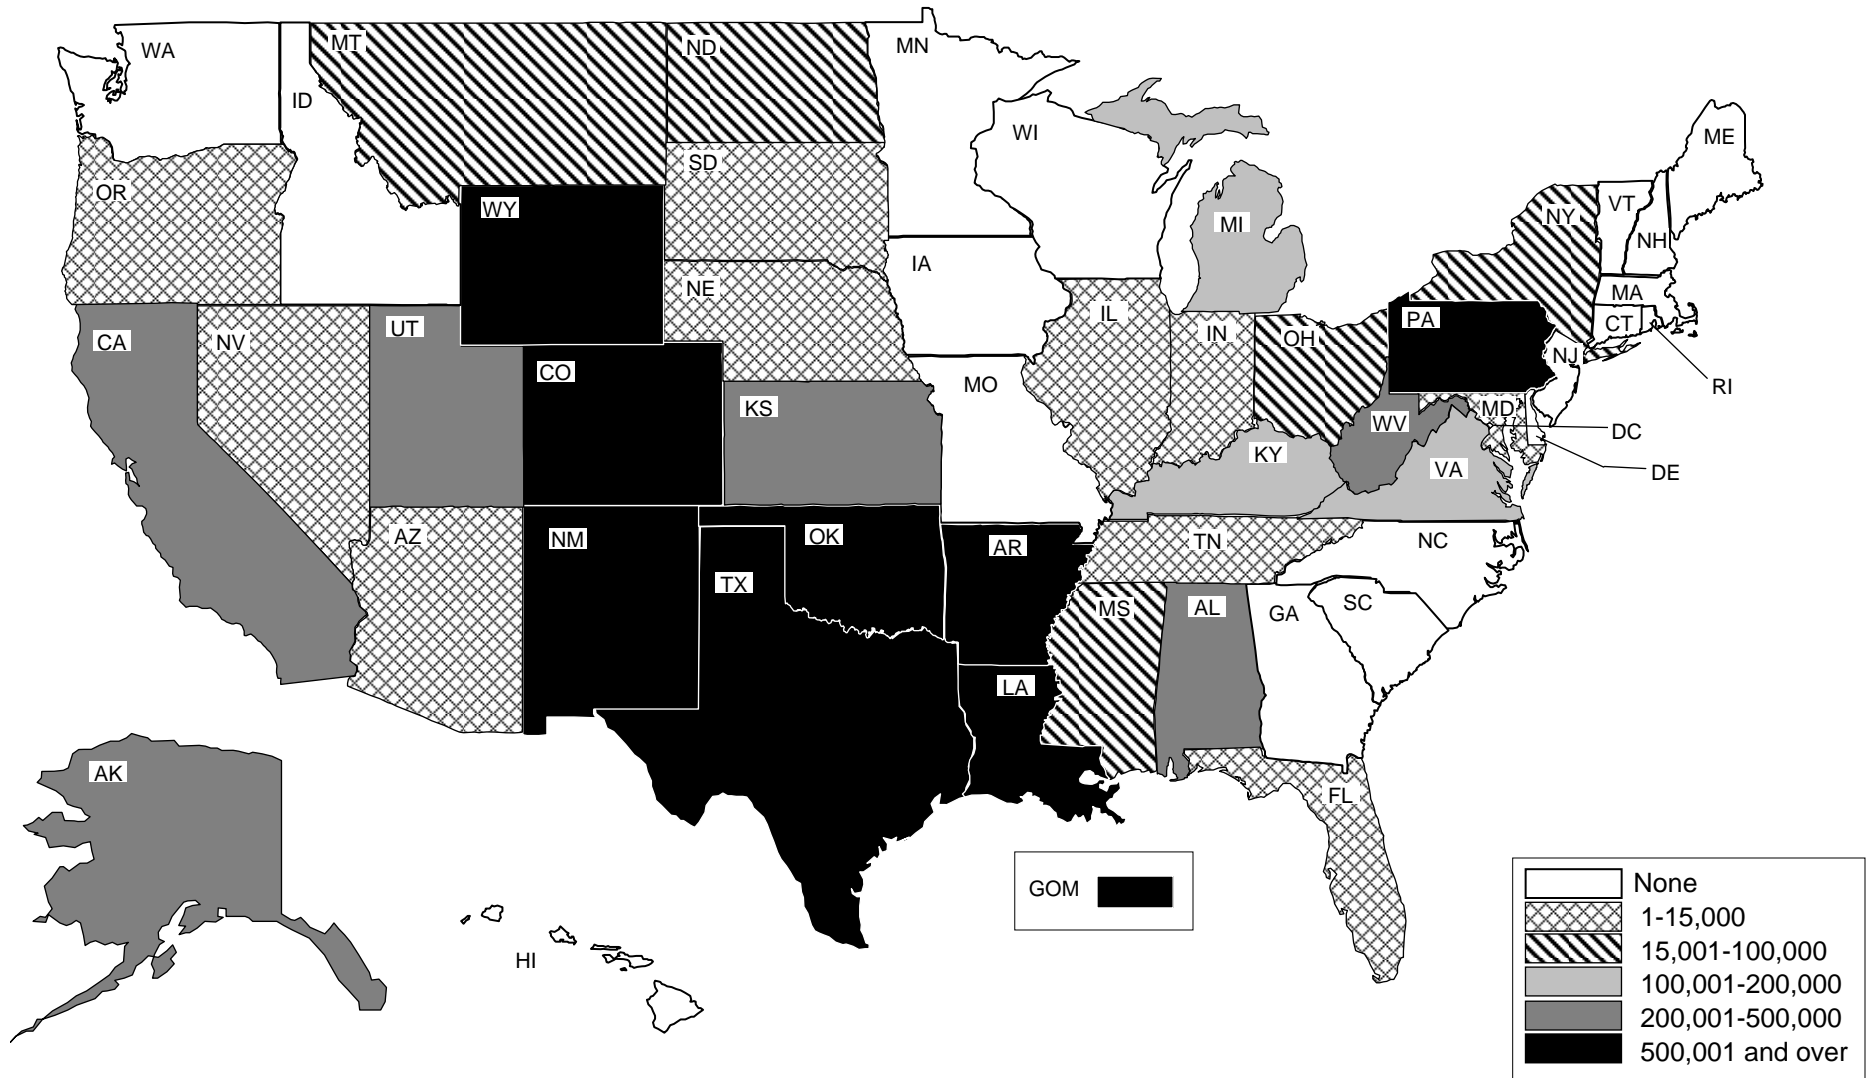 WA
MT
ND
MN
ID
WI
ME
SD
OR
WY
MI
NY
VT
NH
IA
NE
MA
IL
IN
OH
PA
CT
CA
NV
UT
CO
NJ
MO
RI
KS
MD
WV
DC
KY
VA
DE
AZ
NM
OK
AR
TN
NC
TX
MS
AL
GA
SC
LA
AK
FL
GOM
HI
None
1-15,000
15,001-100,000
100,001-200,000
200,001-500,000
500,001 and over